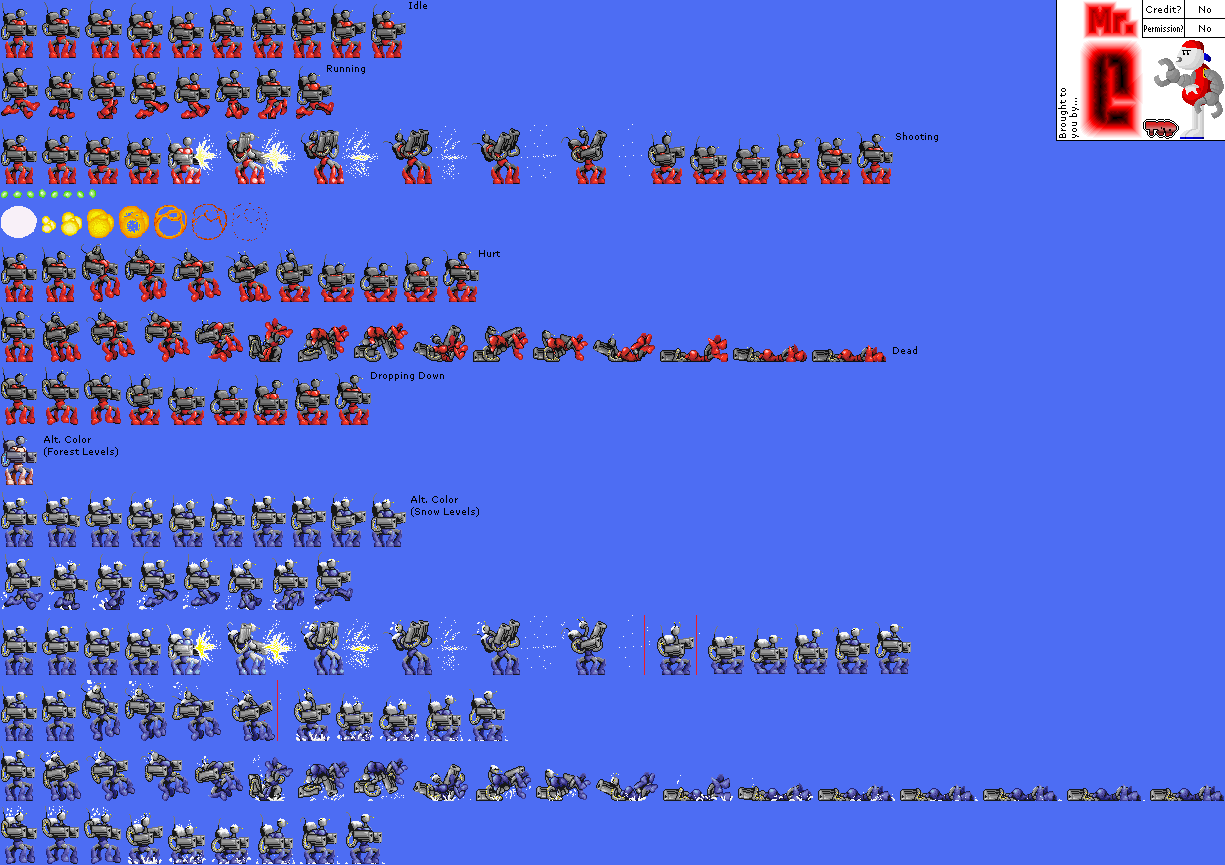 Idle
Mr.
C
Credit? No
Permission? No
Brought to
you by...
Running
Shooting
Hurt
Dead
Dropping Down
Alt. Color
(Forest Levels)
Alt. Color
(Snow Levels)